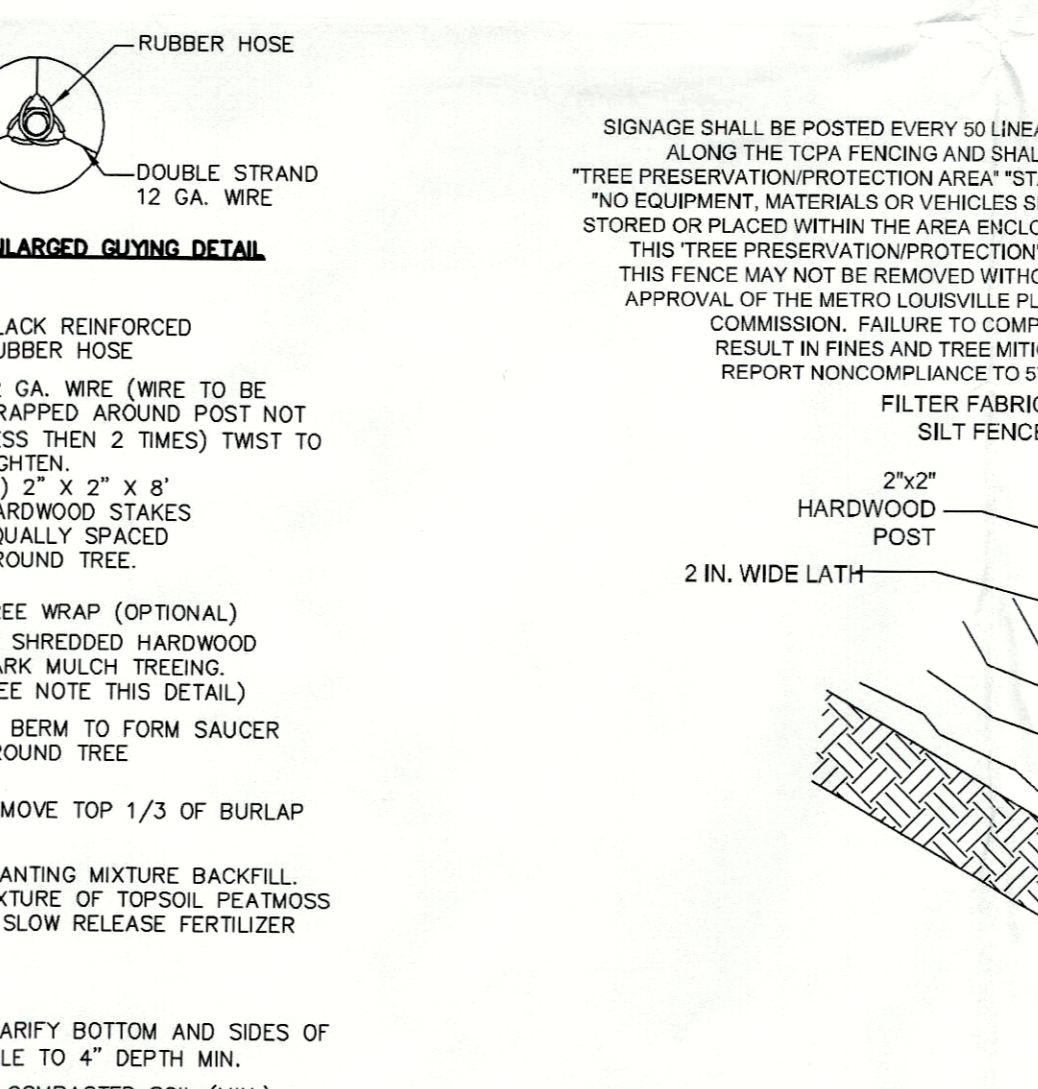 RUBBER HOSE
DOUBLE STRAND
12 GA. WIRE
NLARGED GUYING DETAIL
LACK REINFORCED
UBBER HOSE
GA. WIRE (WIRE TO BE
RAPPED AROUND POST NOT
ESS THEN 2 TIMES) TWIST TO
GHTEN.
) 2" X 2" X 8'
ARDWOOD STAKES
QUALLY SPACED
ROUND TREE.
REE WRAP (OPTIONAL)
SHREDDED HARDWOOD
ARK MULCH TREEING.
EE NOTE THIS DETAIL)
BERM TO FORM SAUCER
ROUND TREE
MOVE TOP 1/3 OF BURLAP
ANTING MIXTURE BACKFILL.
XTURE OF TOPSOIL PEATMOSS
SLOW RELEASE FERTILIZER
ARIFY BOTTOM AND SIDES OF
LE TO 4" DEPTH MIN.
SIGNAGE SHALL BE POSTED EVERY 50 LINEA
ALONG THE TCPA FENCING AND SHAL
"TREE PRESERVATION/PROTECTION AREA" "STA
"NO EQUIPMENT, MATERIALS OR VEHICLES S
STORED OR PLACED WITHIN THE AREA ENCLO
THIS 'TREE PRESERVATION/PROTECTION'
THIS FENCE MAY NOT BE REMOVED WITHO
APPROVAL OF THE METRO LOUISVILLE PL
COMMISSION. FAILURE TO COMP
RESULT IN FINES AND TREE MITI
REPORT NONCOMPLIANCE TO 5
FILTER FABRIC
SILT FENCE
2"x2"
HARDWOOD
POST
2 IN. WIDE LATH